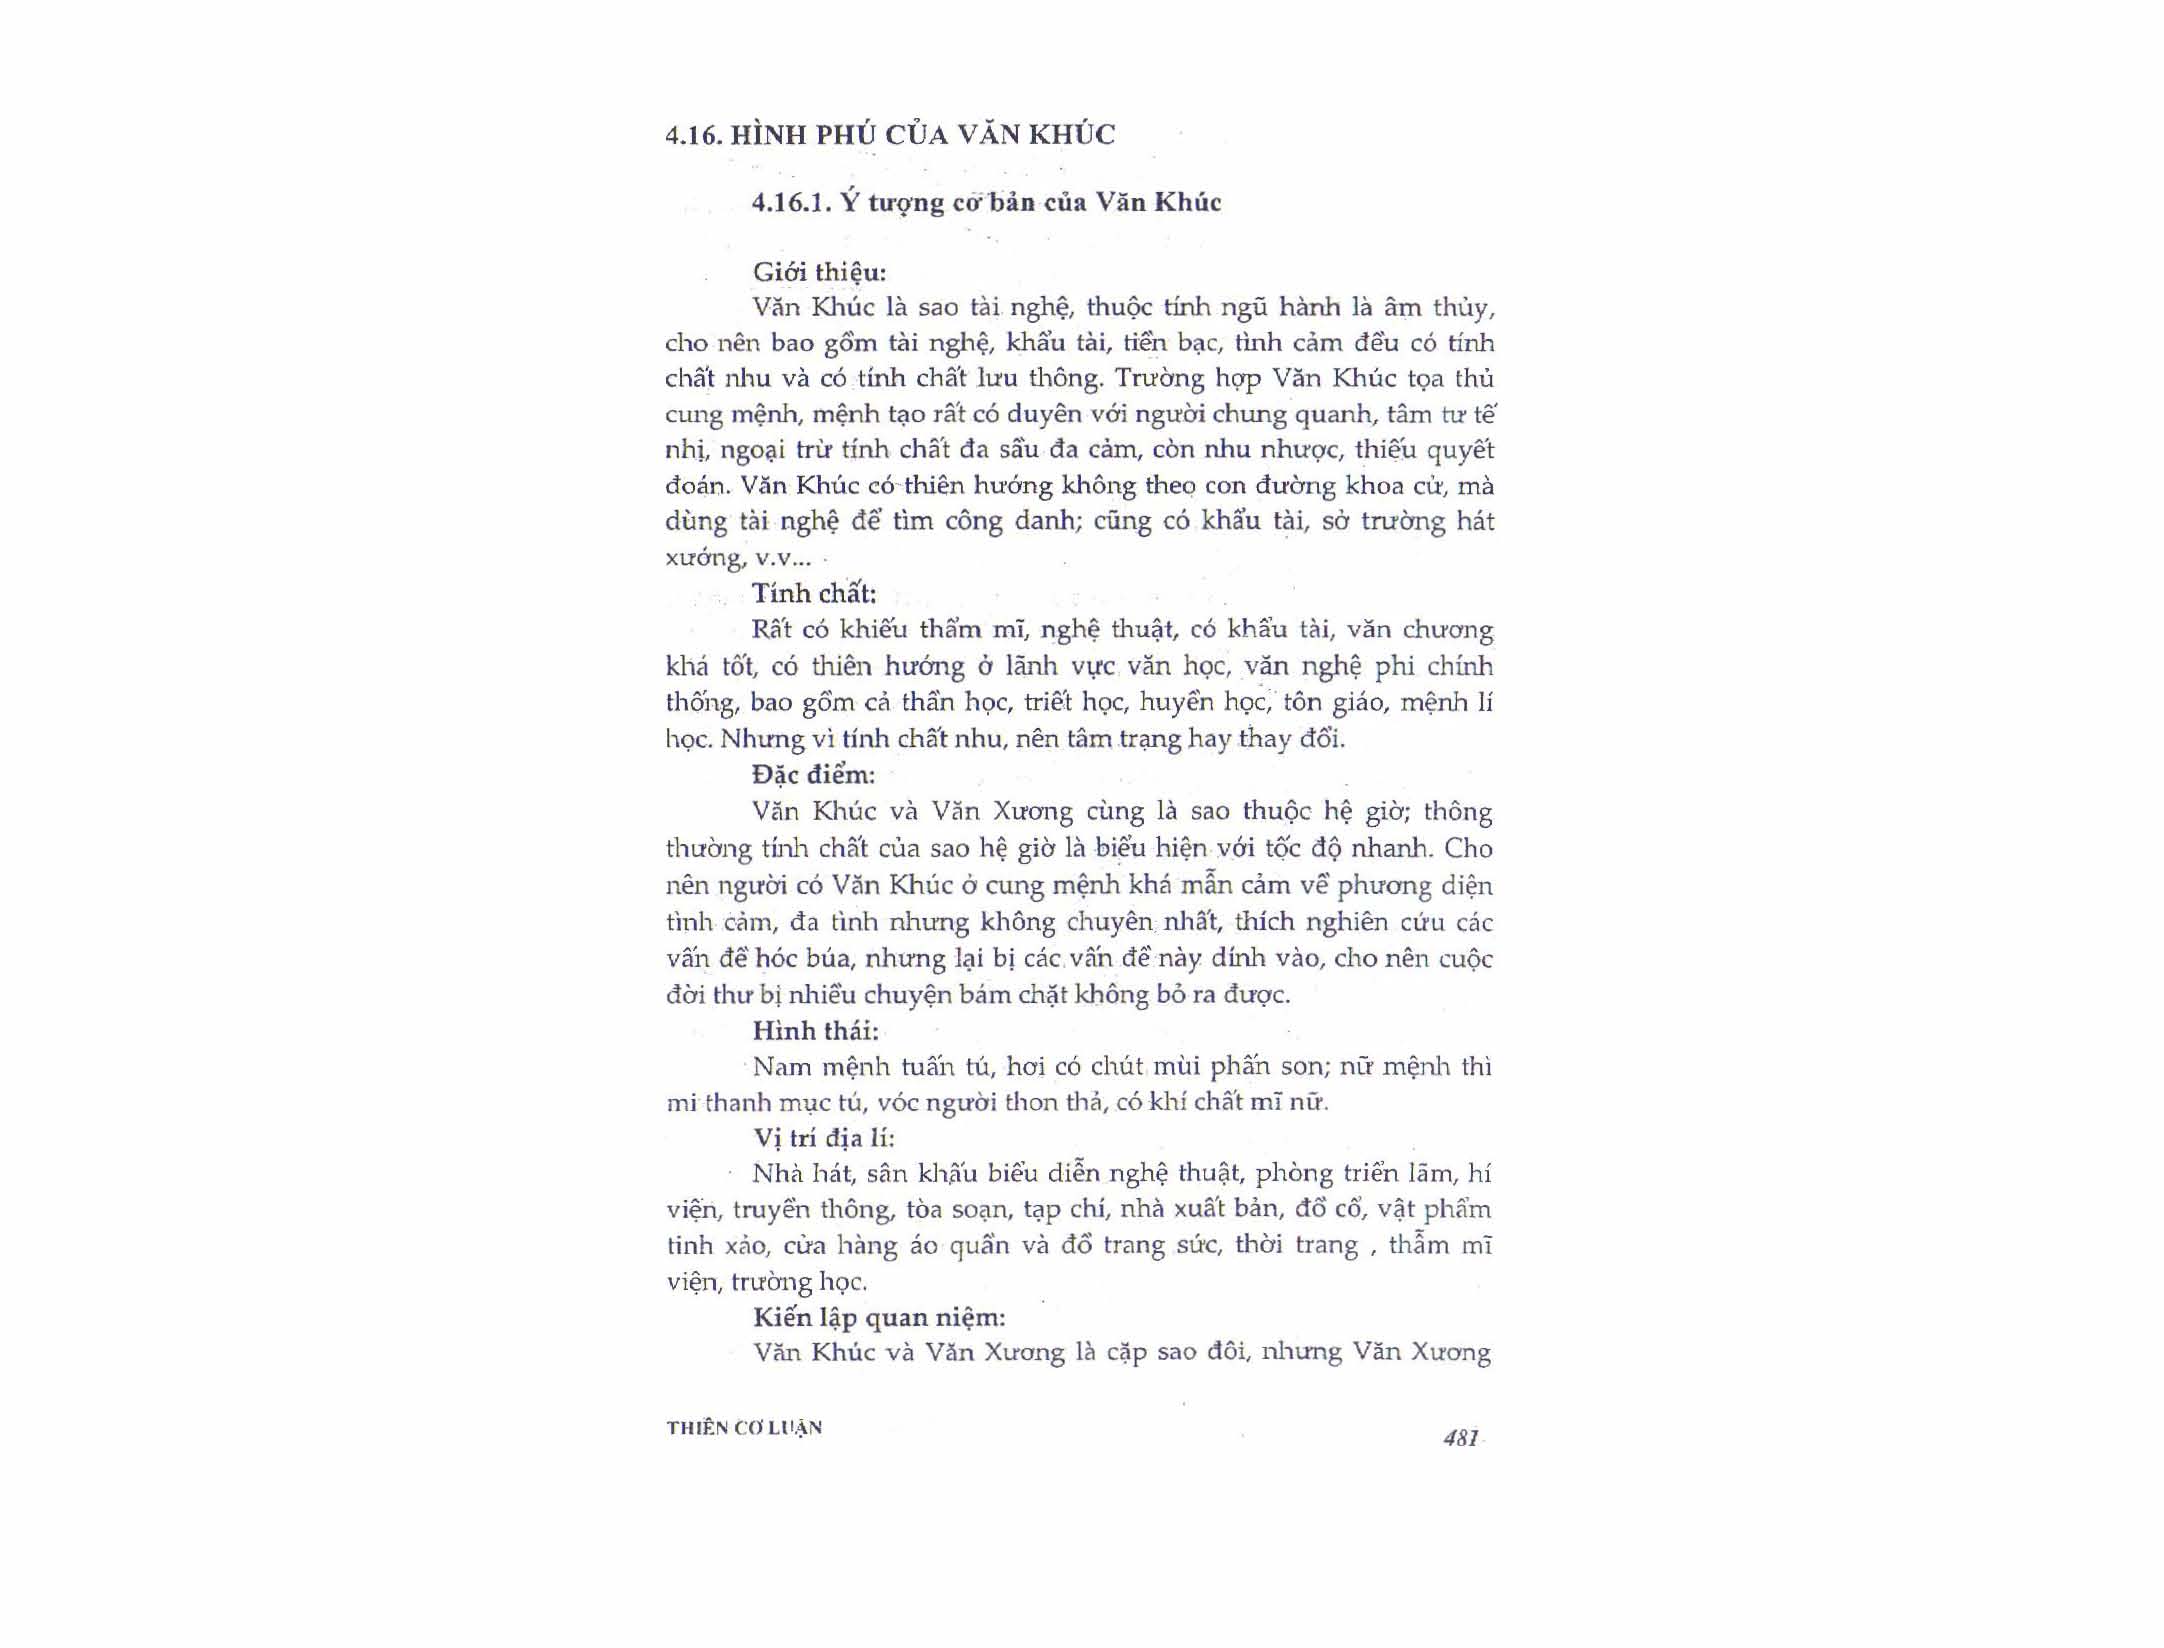 4.16. HÌNH PHÚ CỦA VĂN KHÚC
4.16.1. Ý tượng cơ bản của Văn Khúc
Giới thiệu:
Văn Khúc là sao tài nghệ, thuộc tính ngũ hành là âm thủy,
cho nên bao gồm tài nghệ, khẩu tài, tiền bạc, tình cảm đều có tính
chất nhu và có tính chất lưu thông. Trường hợp Văn Khúc tọa thủ
cung mệnh, mệnh tạo rất có duyên với người chung quanh, tâm tư tế
nhị, ngoại trừ tính chất đa sầu đa cảm, còn nhu nhược, thiếu quyết
đoán. Văn Khúc có thiên hướng không theo con đường khoa cử, mà
dùng tài nghệ để tìm công danh; cũng có khẩu tài, sở trường hát
xướng, v.v...
Tính chất:
Rất có khiếu thẩm mĩ, nghệ thuật, có khẩu tài, văn chương
khá tốt, có thiên hướng ở lãnh vực văn học, văn nghệ phi chính
thống, bao gồm cả thần học, triết học, huyền học, tôn giáo, mệnh lí
học. Nhưng vì tính chất nhu, nên tâm trạng hay thay đổi.
Đặc điểm:
Văn Khúc và Văn Xương cùng là sao thuộc hệ giờ; thông
thường tính chất của sao hệ giờ là biểu hiện với tốc độ nhanh. Cho
nên người có Văn Khúc ở cung mệnh khá mẫn cảm về phương diện
tình cảm, đa tình nhưng không chuyên nhất, thích nghiên cứu các
vấn đề hóc búa, nhưng lại bị các vấn đề này dính vào, cho nên cuộc
đời thư bị nhiều chuyện bám chặt không bỏ ra được.
Hình thái:
Nam mệnh tuấn tú, hơi có chút mùi phấn son; nữ mệnh thì
mi thanh mục tú, vóc người thon thả, có khí chất mĩ nữ.
Vị trí địa lí:
Nhà hát, sân khấu biểu diễn nghệ thuật, phòng triển lãm, hí
viện, truyền thông, tòa soạn, tạp chí, nhà xuất bản, đồ cổ, vật phẩm
tinh xảo, cửa hàng áo quần và đồ trang sức, thời trang , thẫm mĩ
viện, trường học.
Kiến lập quan niệm:
Văn Khúc và Văn Xương là cặp sao đôi, nhưng Văn Xương
THIÊN CƠ LUẬN
481